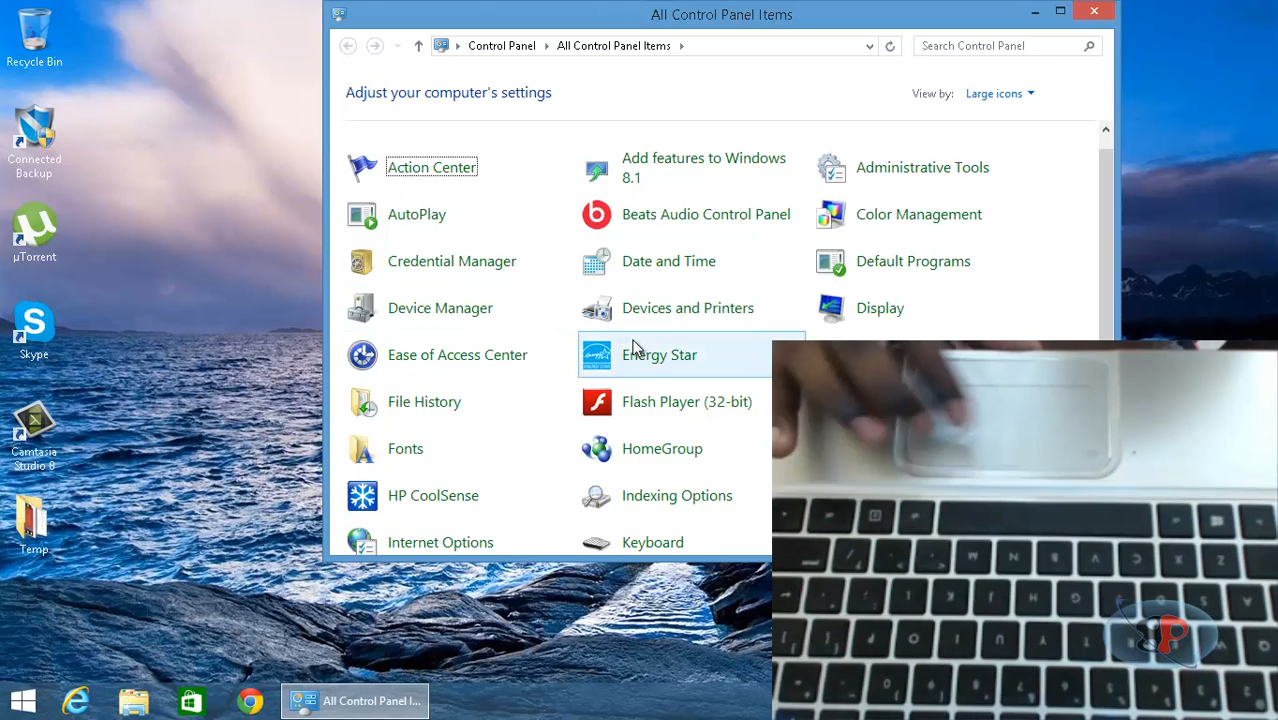 All Control Panel Items
Control Panel
All Control Panel Items
Search Control Panel
Adjust your computer's settings
View by:
Large icons
Action Center
Add features to Windows
8.1
Administrative Tools
AutoPlay
Beats Audio Control Panel
Color Management
Credential Manager
Date and Time
Default Programs
Device Manager
Devices and Printers
Display
Ease of Access Center
Energy Star
File History
Flash Player (32-bit)
Fonts
HomeGroup
HP CoolSense
Indexing Options
Internet Options
Keyboard
Recycle Bin
Connected
Backup
µTorrent
Skype
Camtasia
Studio 8
Temp
All Control Panel I...